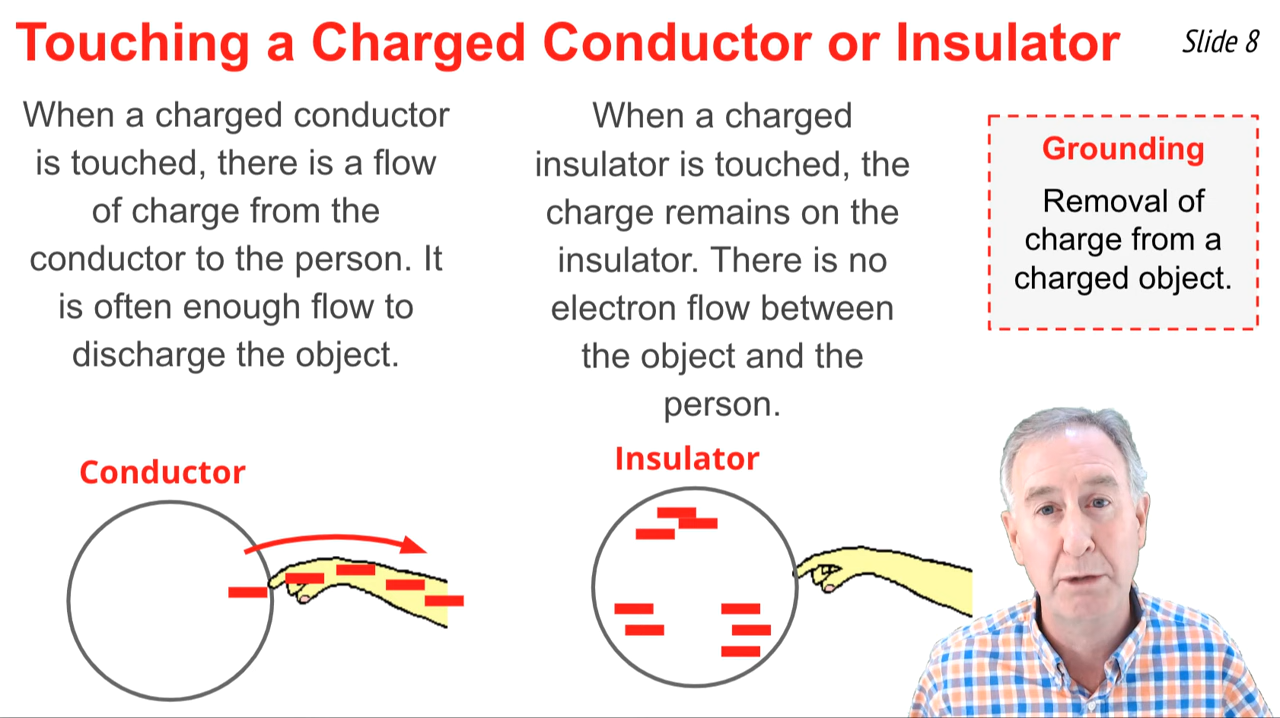 Touching a Charged Conductor or Insulator
Slide 8
When a charged conductor
is touched, there is a flow
of charge from the
conductor to the person. It
is often enough flow to
discharge the object.
When a charged
insulator is touched, the
charge remains on the
insulator. There is no
electron flow between
the object and the
person.
Grounding
Removal of
charge from a
charged object.
Conductor
Insulator